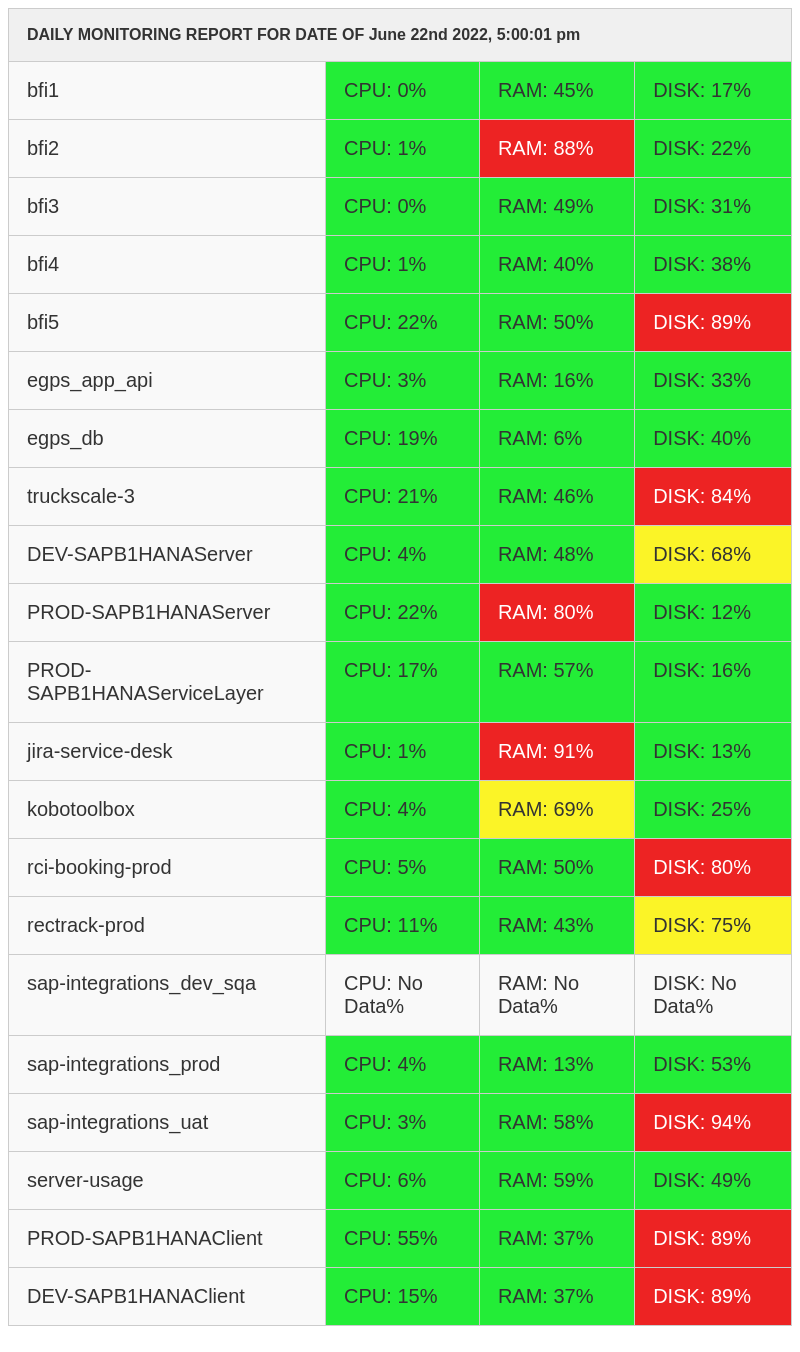 DAILY MONITORING REPORT FOR DATE OF June 22nd 2022, 5:00:01 pm
bfi1 CPU: 0% RAM: 45% DISK: 17%
bfi2 CPU: 1% RAM: 88% DISK: 22%
bfi3 CPU: 0% RAM: 49% DISK: 31%
bfi4 CPU: 1% RAM: 40% DISK: 38%
bfi5 CPU: 22% RAM: 50% DISK: 89%
egps_app_api CPU: 3% RAM: 16% DISK: 33%
egps_db CPU: 19% RAM: 6% DISK: 40%
truckscale-3 CPU: 21% RAM: 46% DISK: 84%
DEV-SAPB1HANAServer CPU: 4% RAM: 48% DISK: 68%
PROD-SAPB1HANAServer CPU: 22% RAM: 80% DISK: 12%
PROD- CPU: 17% RAM: 57% DISK: 16%
SAPB1HANAServiceLayer
jira-service-desk CPU: 1% RAM: 91% DISK: 13%
kobotoolbox CPU: 4% RAM: 69% DISK: 25%
rci-booking-prod CPU: 5% RAM: 50% DISK: 80%
rectrack-prod CPU: 11% RAM: 43% DISK: 75%
sap-integrations_dev_sqa CPU: No RAM: No DISK: No
Data% Data% Data%
sap-integrations_prod CPU: 4% RAM: 13% DISK: 53%
sap-integrations_uat CPU: 3% RAM: 58% DISK: 94%
server-usage CPU: 6% RAM: 59% DISK: 49%
PROD-SAPB1HANAClient CPU: 55% RAM: 37% DISK: 89%
DEV-SAPB1HANAClient CPU: 15% RAM: 37% DISK: 89%